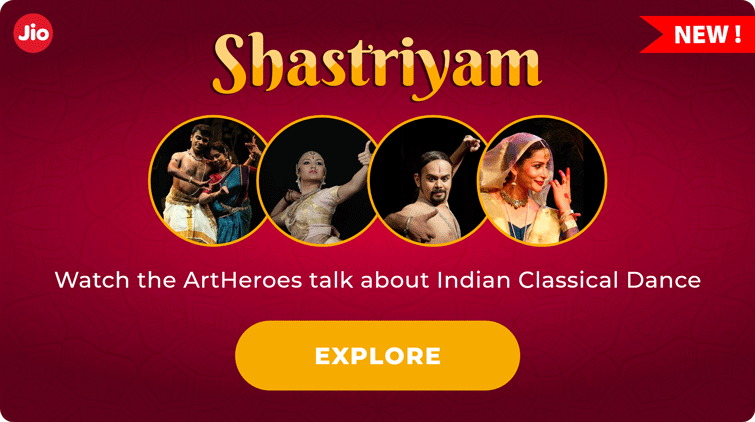 Jio
NEW !
Shastriyam
Watch the ArtHeroes talk about Indian Classical Dance
EXPLORE